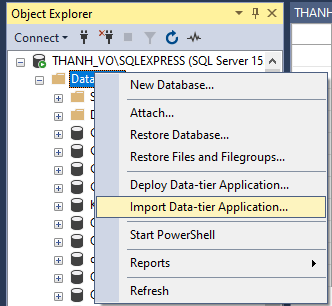 Object Explorer
THANH
Connect
THANH_VO\SQLEXPRESS (SQL Server 15
Data
New Database...
Attach...
Restore Database...
Restore Files and Filegroups...
Deploy Data-tier Application...
Import Data-tier Application...
Start PowerShell
Reports
Refresh